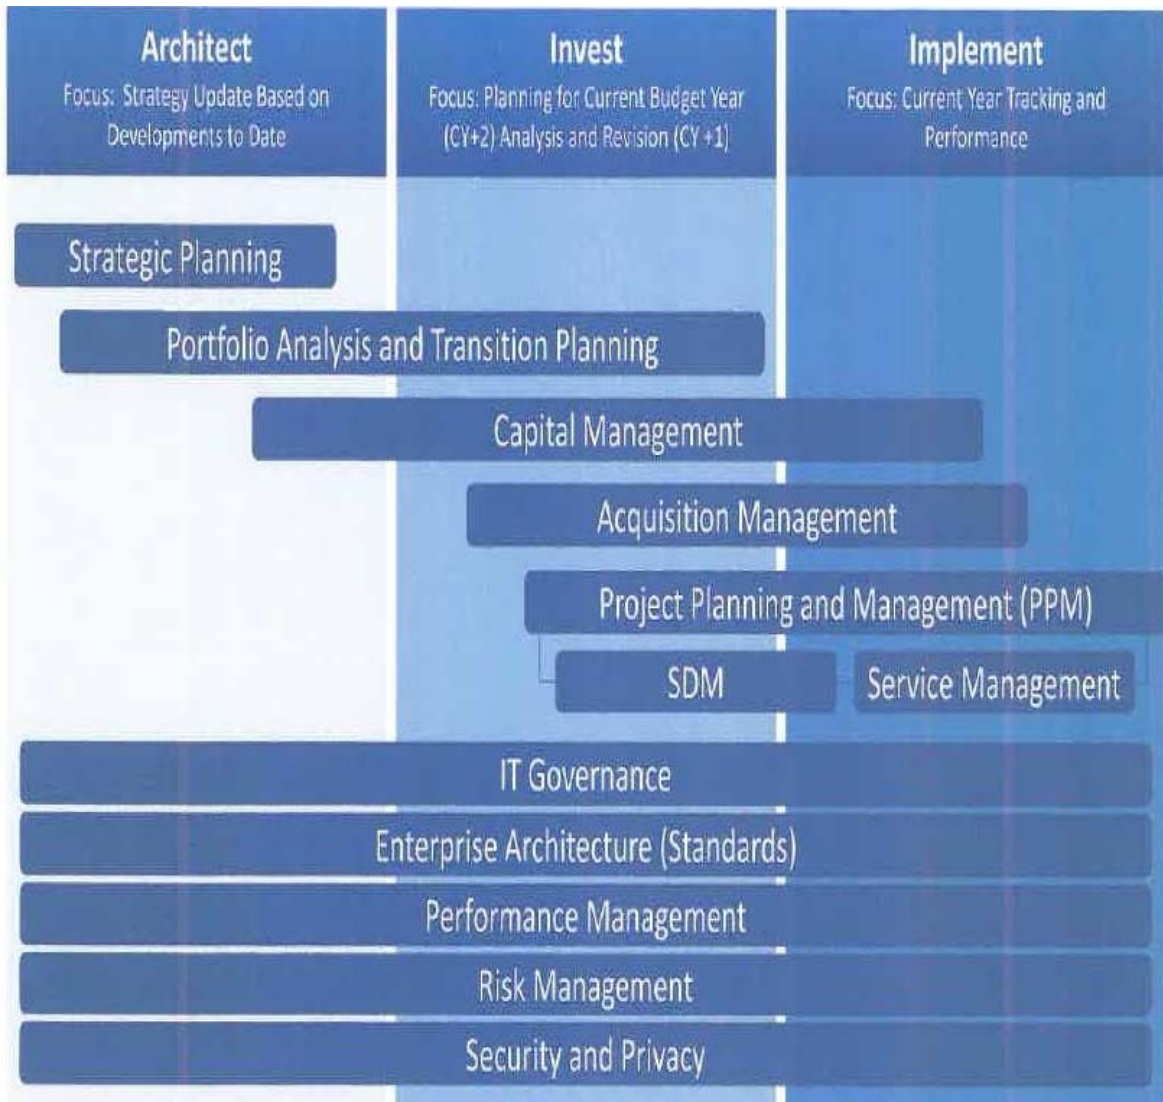 Architect
Focus: Strategy Update Based on
Developments to Date
Invest
Focus: Planning for Current Budget Year
(CY+2) Analysis and Revision (CY +1)
Implement
Focus: Current Year Tracking and
Performance
Strategic Planning
Portfolio Analysis and Transition Planning
Capital Management
Acquisition Management
Project Planning and Management (PPM)
SDM
Service Management
IT Governance
Enterprise Architecture (Standards)
Performance Management
Risk Management
Security and Privacy